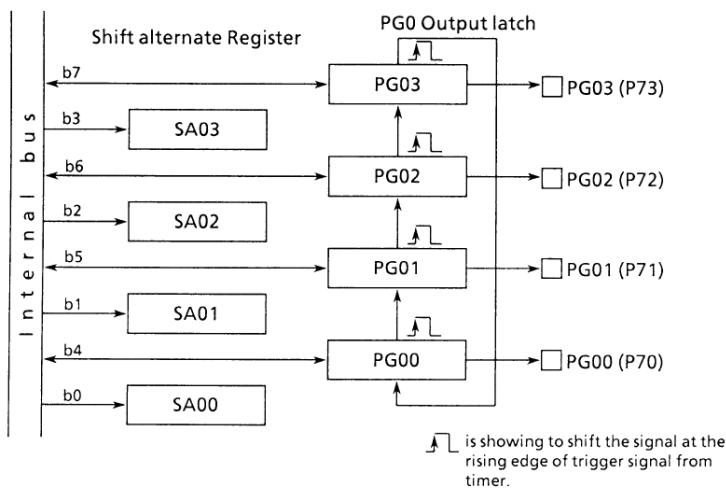 PG0 Output latch
Shift alternate Register
b7
PG03
PG03 (P73)
b3
SA03
b6
PG02
PG02 (P72)
b2
SA02
b5
PG01
PG01 (P71)
b1
SA01
b4
PG00
PG00 (P70)
b0
SA00
Internal bus
is showing to shift the signal at the
rising edge of trigger signal from
timer.